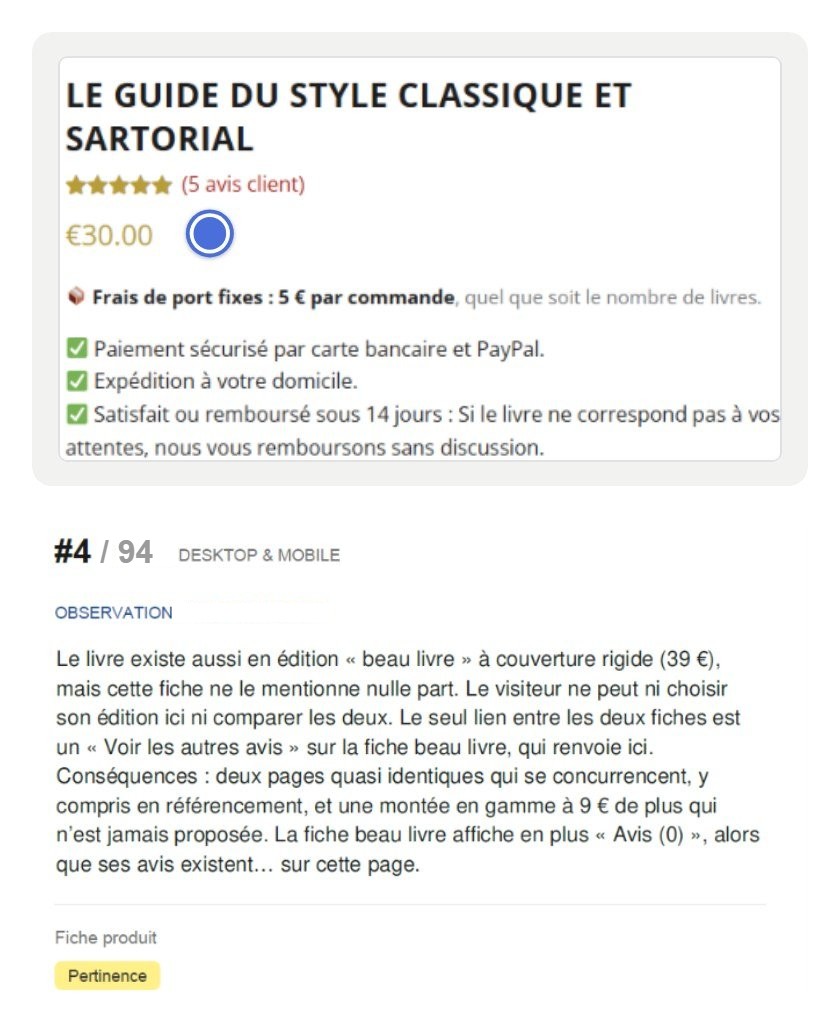 LE GUIDE DU STYLE CLASSIQUE ET
SARTORIAL
(5 avis client)
€30.00
Frais de port fixes : 5 € par commande, quel que soit le nombre de livres.
Paiement sécurisé par carte bancaire et PayPal.
Expédition à votre domicile.
Satisfait ou remboursé sous 14 jours : Si le livre ne correspond pas à vos
attentes, nous vous remboursons sans discussion.
#4 / 94 DESKTOP & MOBILE
OBSERVATION
Le livre existe aussi en édition « beau livre » à couverture rigide (39 €),
mais cette fiche ne le mentionne nulle part. Le visiteur ne peut ni choisir
son édition ici ni comparer les deux. Le seul lien entre les deux fiches est
un « Voir les autres avis » sur la fiche beau livre, qui renvoie ici.
Conséquences : deux pages quasi identiques qui se concurrencent, y
compris en référencement, et une montée en gamme à 9 € de plus qui
n’est jamais proposée. La fiche beau livre affiche en plus « Avis (0) », alors
que ses avis existent… sur cette page.
Fiche produit
Pertinence